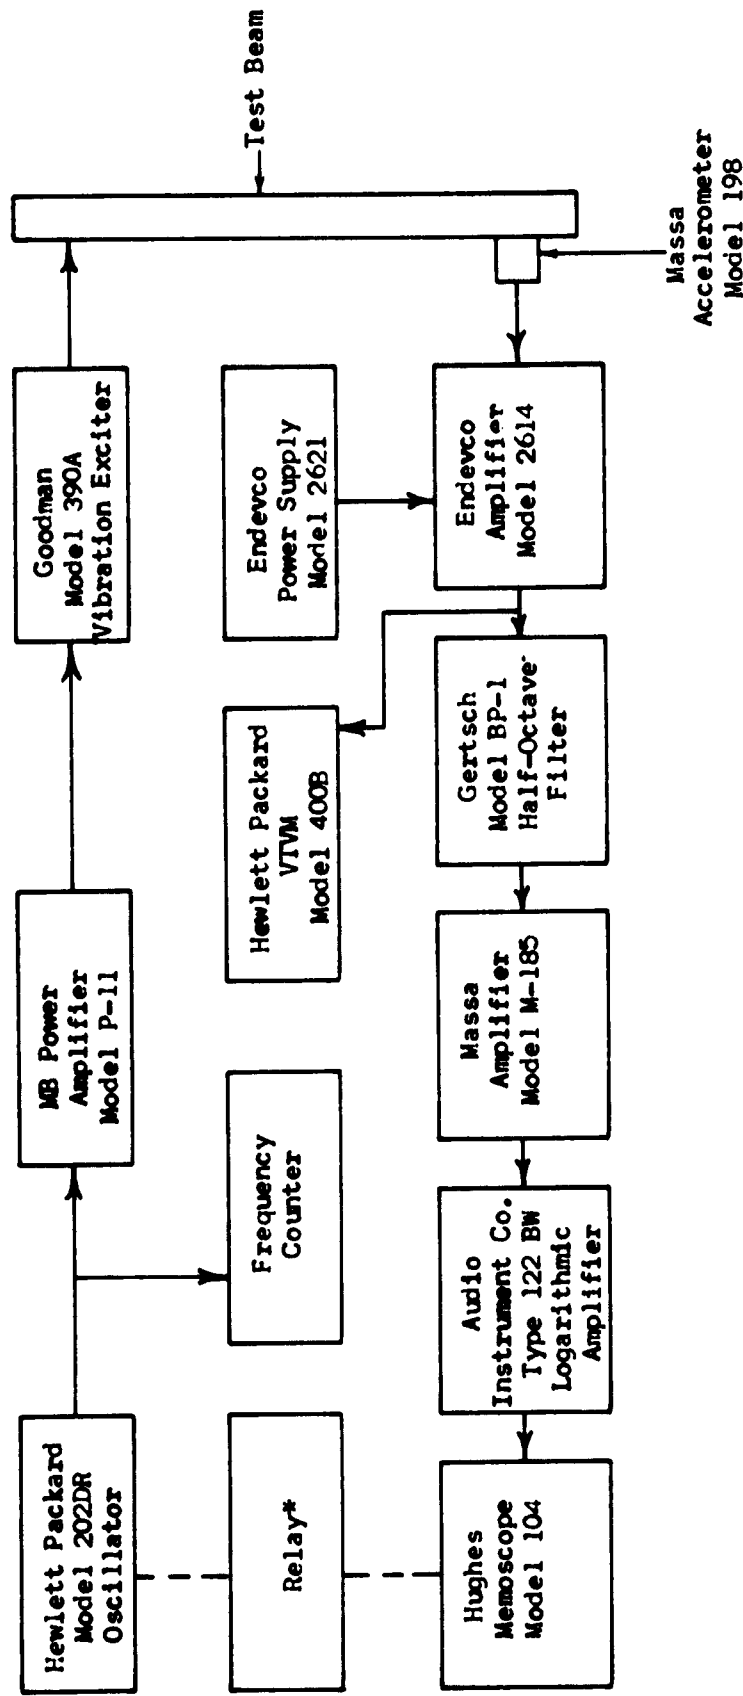 Hewlett Packard
Model 202DR
Oscillator
MB Power
Amplifier
Model P-11
Goodman
Model 390A
Vibration Exciter
Test Beam
Relay*
Frequency
Counter
Hewlett Packard
VTVM
Model 400B
Endevco
Power Supply
Model 2621
Hughes
Memoscope
Model 104
Audio
Instrument Co.
Type 122 BW
Logarithmic
Amplifier
Massa
Amplifier
Model M-185
Gertsch
Model BP-1
Half-Octave
Filter
Endevco
Amplifier
Model 2614
Massa
Accelerometer
Model 198